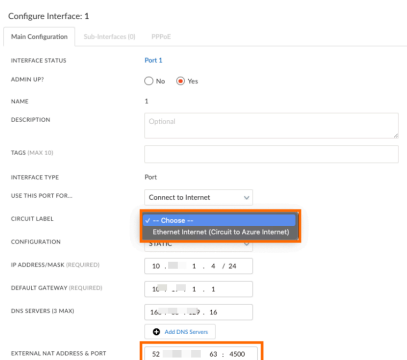 Configure Interface: 1
Main Configuration Sub-Interfaces (0) PPPoE
INTERFACE STATUS Port 1
ADMIN UP? No Yes
NAME 1
DESCRIPTION Optional
TAGS (MAX 10)
INTERFACE TYPE Port
USE THIS PORT FOR... Connect to Internet
CIRCUIT LABEL ✓ -- Choose --
Ethernet Internet (Circuit to Azure Internet)
CONFIGURATION STATIC
IP ADDRESS/MASK (REQUIRED) 10 . 1 . 4 / 24
DEFAULT GATEWAY (REQUIRED) . 1 . 1
DNS SERVERS (3 MAX) . 16
Add DNS Servers
EXTERNAL NAT ADDRESS & PORT 52 63 : 4500